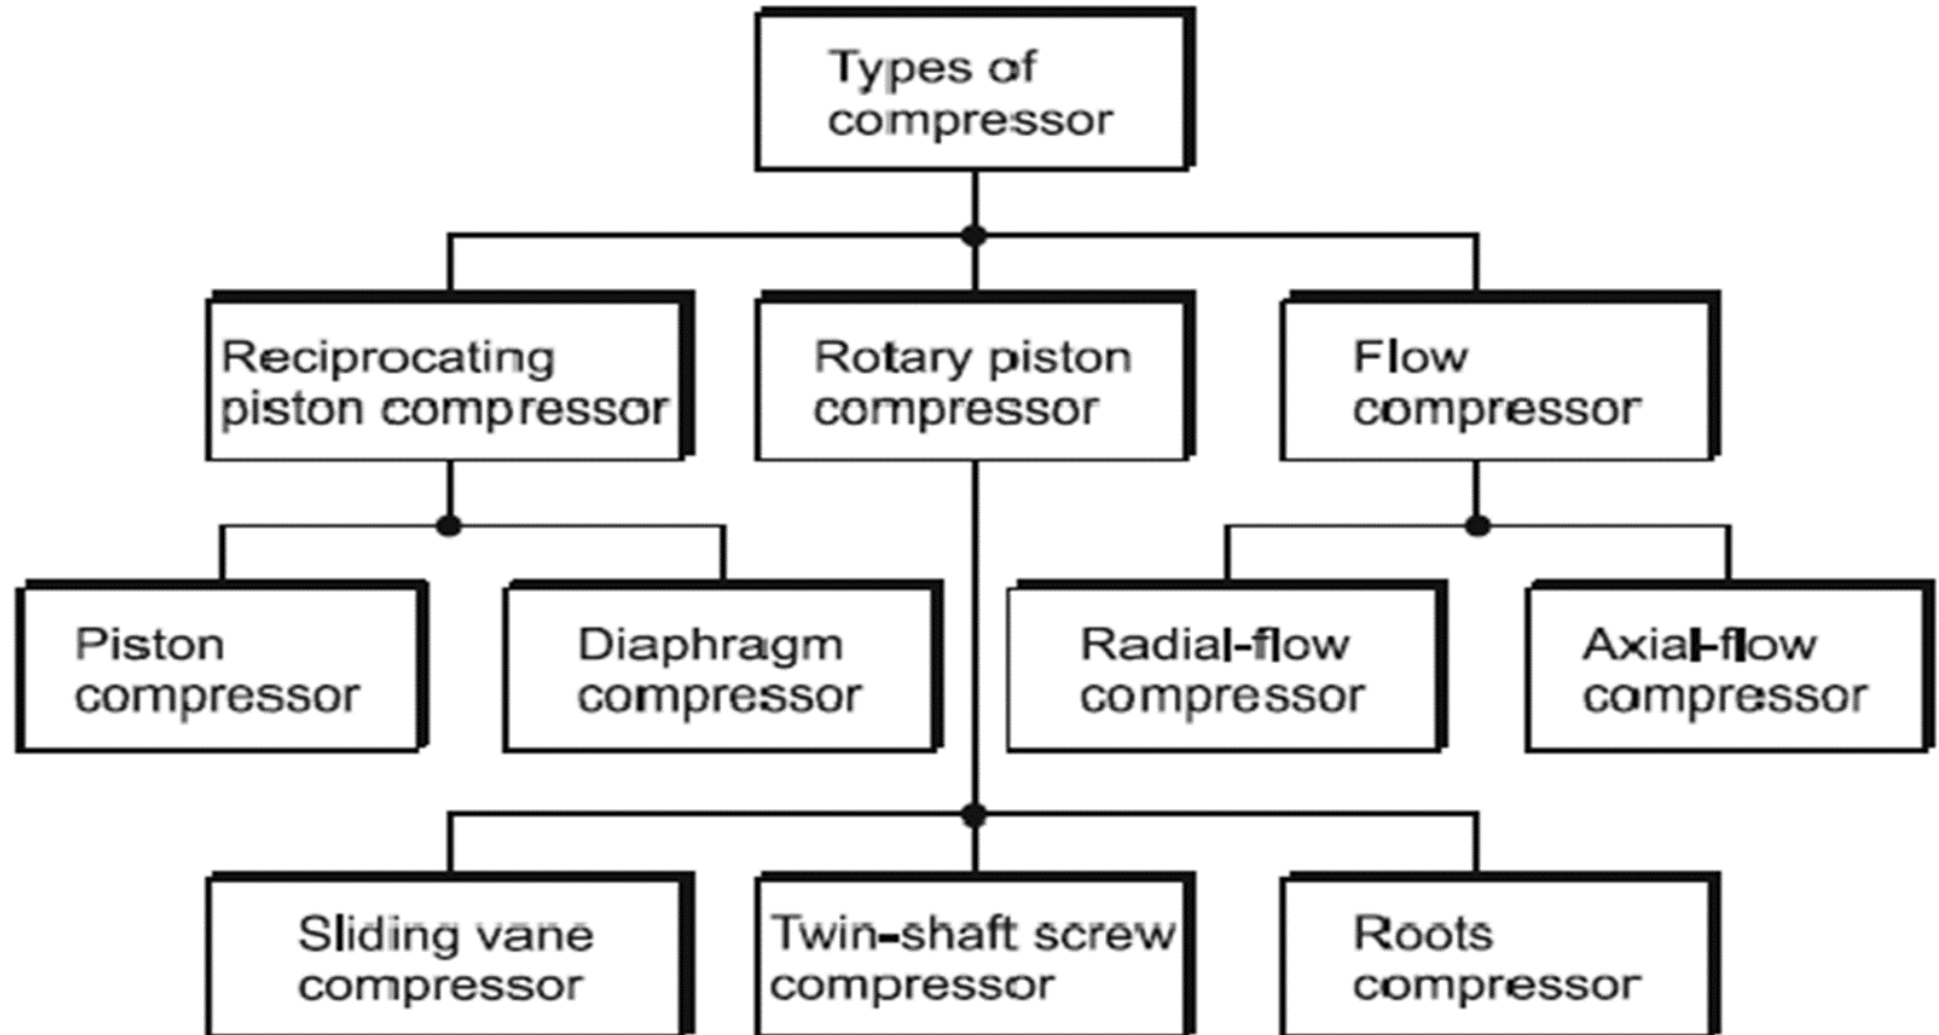 Types of
compressor
Reciprocating
piston compressor
Rotary piston
compressor
Flow
compressor
Piston
compressor
Diaphragm
compressor
Radial-flow
compressor
Axial-flow
compressor
Sliding vane
compressor
Twin-shaft screw
compressor
Roots
compressor